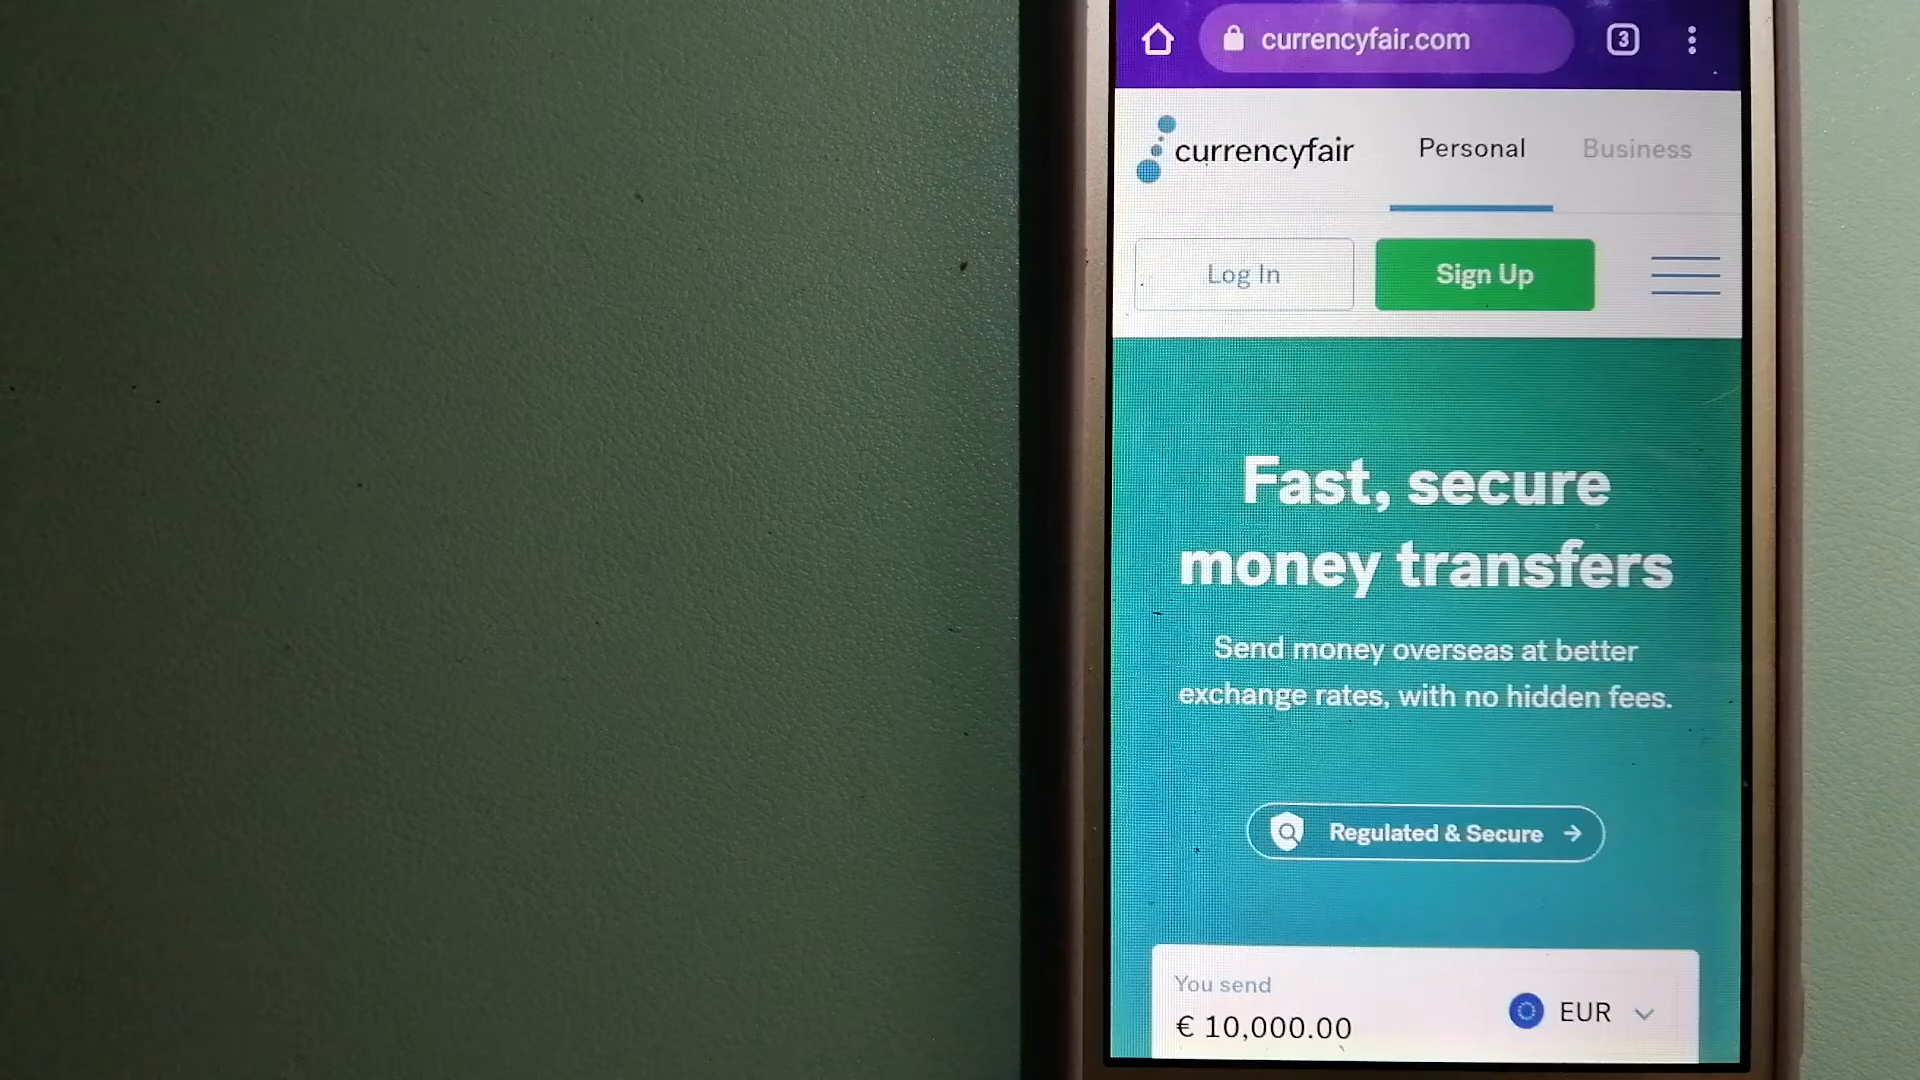 currencyfair.com
3
currencyfair
Personal
Business
Log In
Sign Up
Fast, secure
money transfers
Send money overseas at better
exchange rates, with no hidden fees.
Regulated & Secure →
You send
€ 10,000.00
EUR